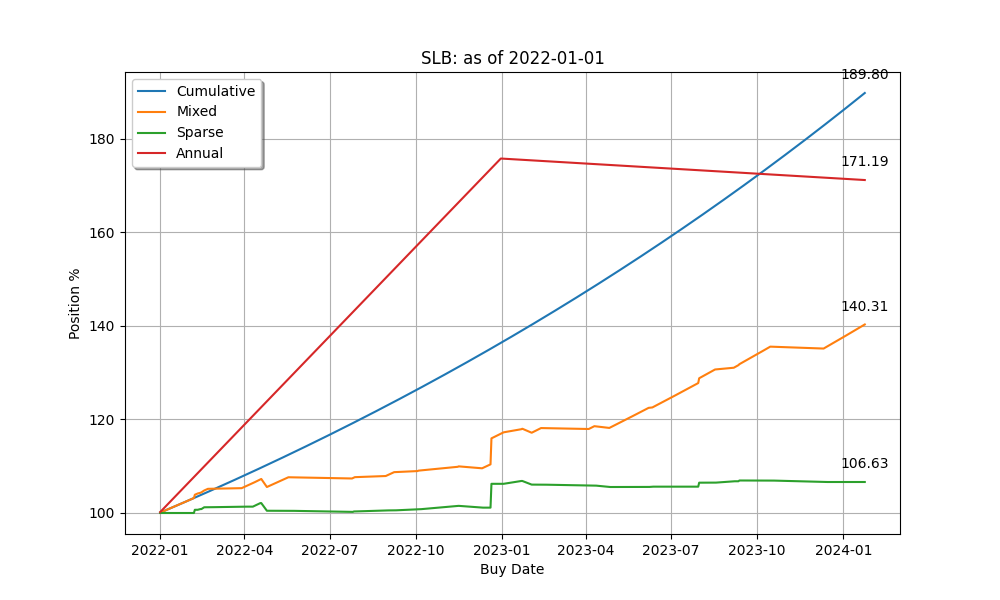 SLB: as of 2022-01-01
189.80
Cumulative
Mixed
Sparse
Annual
180
171.19
160
Position %
140.31
140
120
106.63
100
2022-01 2022-04 2022-07 2022-10 2023-01 2023-04 2023-07 2023-10 2024-01
Buy Date